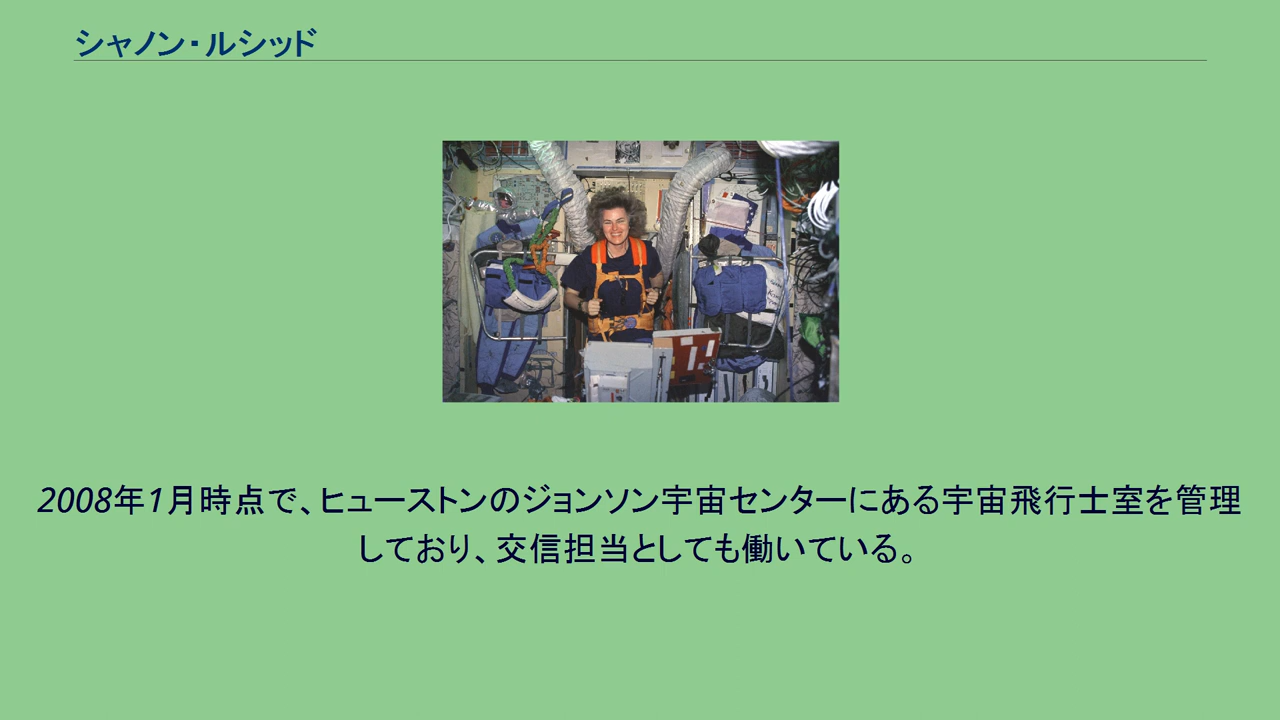 シャノン・ルシッド
2008年1月時点で、ヒューストンのジョンソン宇宙センターにある宇宙飛行士室を管理
しており、交信担当としても働いている。